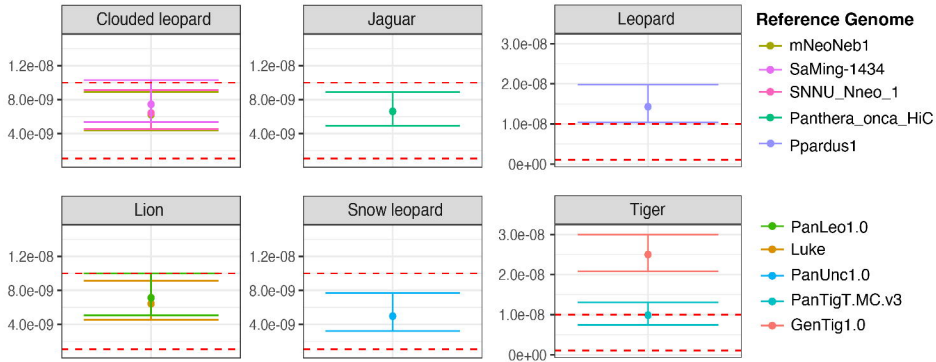 Clouded leopard
1.2e-08
8.0e-09
4.0e-09
Jaguar
1.2e-08
8.0e-09
4.0e-09
Leopard
3.0e-08
2.0e-08
1.0e-08
0e+00
Reference Genome
mNeoNeb1
SaMing-1434
SNNU_Nneo_1
Panthera_onca_HiC
Ppardus1
Lion
1.2e-08
8.0e-09
4.0e-09
Snow leopard
1.2e-08
8.0e-09
4.0e-09
Tiger
3.0e-08
2.0e-08
1.0e-08
0e+00
PanLeo1.0
Luke
PanUnc1.0
PanTigT.MC.v3
GenTig1.0